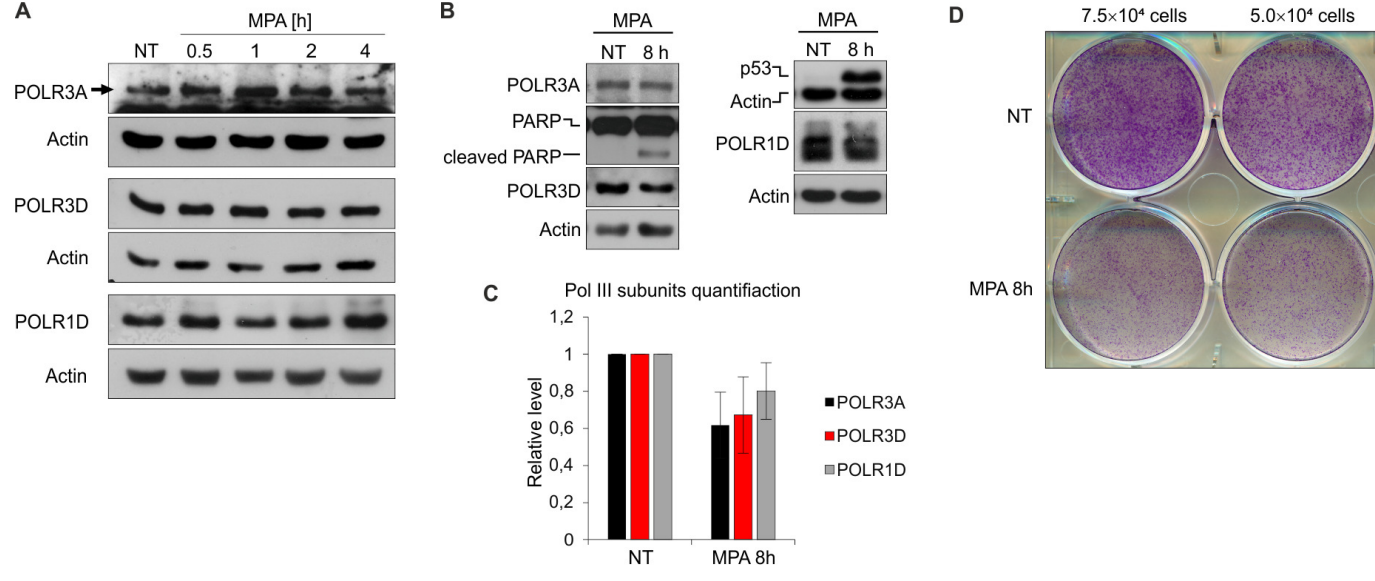 A
MPA [h]
NT 0.5 1 2 4
POLR3A
Actin
POLR3D
Actin
POLR1D
Actin
B
MPA
NT 8 h
POLR3A
PARP
cleaved PARP
POLR3D
Actin
MPA
NT 8 h
p53
Actin
POLR1D
Actin
C
Pol III subunits quantifiaction
Relative level
1,2
1
0,8
0,6
0,4
0,2
0
NT MPA 8h
POLR3A
POLR3D
POLR1D
D
7.5×10⁴ cells 5.0×10⁴ cells
NT
MPA 8h